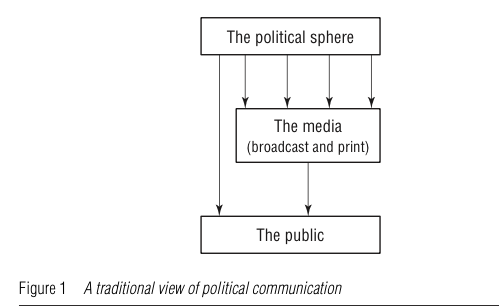 The political sphere
The media
(broadcast and print)
The public
Figure 1 A traditional view of political communication